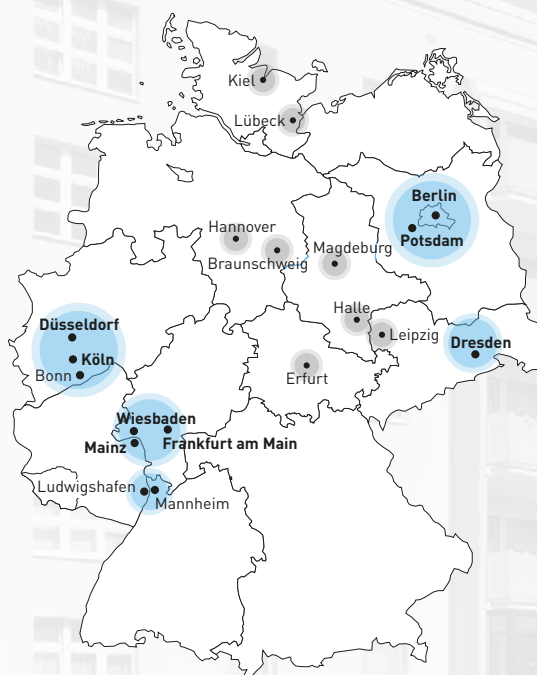 Kiel
Lübeck
Berlin
Potsdam
Hannover
Braunschweig
Magdeburg
Halle
Leipzig
Dresden
Düsseldorf
Köln
Bonn
Erfurt
Wiesbaden
Mainz
Frankfurt am Main
Ludwigshafen
Mannheim